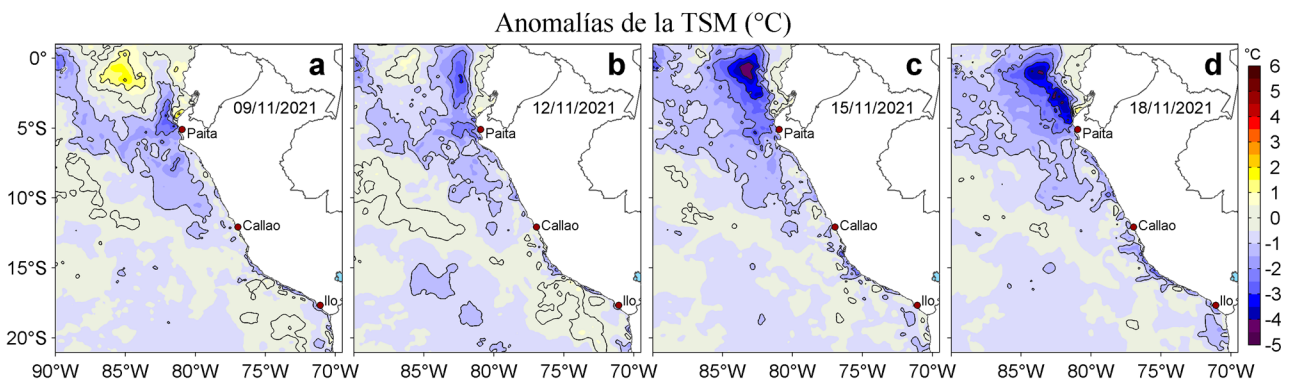 Anomalías de la TSM (°C)
a
09/11/2021
Paita
Callao
Ilo
b
12/11/2021
Paita
Callao
Ilo
c
15/11/2021
Paita
Callao
Ilo
d
18/11/2021
Paita
Callao
Ilo
0°
5°S
10°S
15°S
20°S
90°W 85°W 80°W 75°W 70°W
85°W 80°W 75°W 70°W
85°W 80°W 75°W 70°W
85°W 80°W 75°W 70°W
°C
6
5
4
3
2
1
0
-1
-2
-3
-4
-5